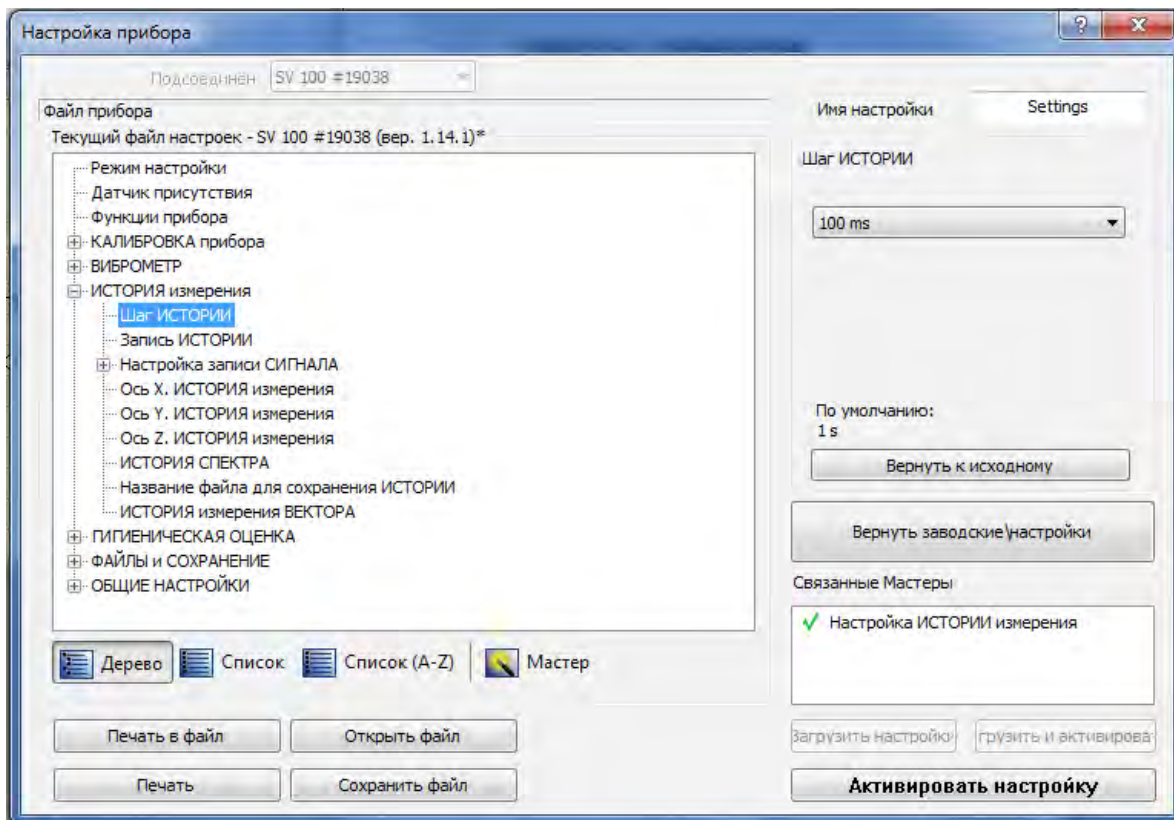 Настройка прибора
Подсоединён SV 100 #19038
Файл прибора
Текущий файл настроек - SV 100 #19038 (вер. 1.14.1)*
Режим настройки
Датчик присутствия
Функции прибора
КАЛИБРОВКА прибора
ВИБРОМЕТР
ИСТОРИЯ измерения
Шаг ИСТОРИИ
Запись ИСТОРИИ
Настройка записи СИГНАЛА
Ось X. ИСТОРИЯ измерения
Ось Y. ИСТОРИЯ измерения
Ось Z. ИСТОРИЯ измерения
ИСТОРИЯ СПЕКТРА
Название файла для сохранения ИСТОРИИ
ИСТОРИЯ измерения ВЕКТОРА
ГИГИЕНИЧЕСКАЯ ОЦЕНКА
ФАЙЛЫ и СОХРАНЕНИЕ
ОБЩИЕ НАСТРОЙКИ
Дерево Список Список (A-Z) Мастер
Печать в файл Открыть файл
Печать Сохранить файл
Имя настройки Settings
Шаг ИСТОРИИ
100 ms
По умолчанию:
1 s
Вернуть к исходному
Вернуть заводские\настройки
Связанные Мастеры
Настройка ИСТОРИИ измерения
Загрузить настройки грузить и активирова
Активировать настройку